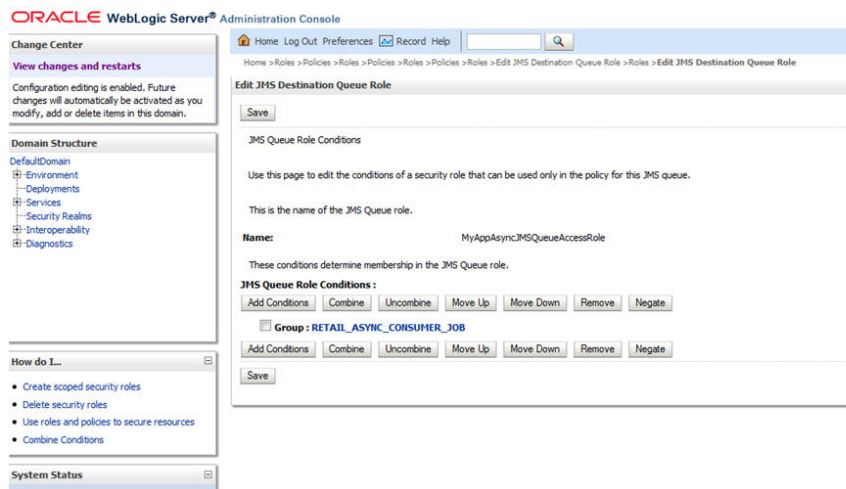 ORACLE WebLogic Server® Administration Console
Change Center
View changes and restarts
Configuration editing is enabled. Future
changes will automatically be activated as you
modify, add or delete items in this domain.
Domain Structure
DefaultDomain
Environment
Deployments
Services
Security Realms
Interoperability
Diagnostics
How do I...
Create scoped security roles
Delete security roles
Use roles and policies to secure resources
Combine Conditions
System Status
Home Log Out Preferences Record Help
Home >Roles >Policies >Roles >Policies >Roles >Policies >Roles >Edit JMS Destination Queue Role >Roles >Edit JMS Destination Queue Role
Edit JMS Destination Queue Role
Save
JMS Queue Role Conditions
Use this page to edit the conditions of a security role that can be used only in the policy for this JMS queue.
This is the name of the JMS Queue role.
Name: MyAppAsyncJMSQueueAccessRole
These conditions determine membership in the JMS Queue role.
JMS Queue Role Conditions :
Add Conditions Combine Uncombine Move Up Move Down Remove Negate
Group : RETAIL_ASYNC_CONSUMER_JOB
Add Conditions Combine Uncombine Move Up Move Down Remove Negate
Save